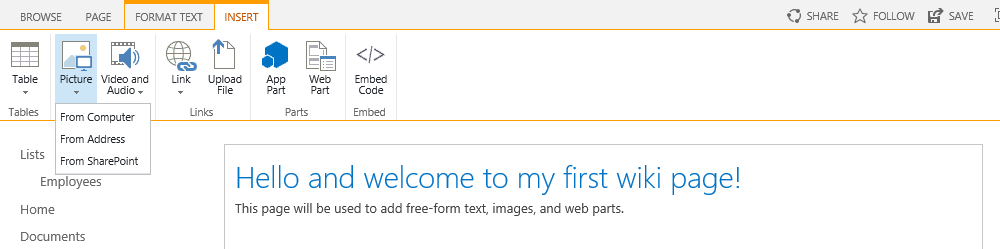 BROWSE PAGE FORMAT TEXT INSERT SHARE FOLLOW SAVE
Table Picture Video and Audio Link Upload File App Part Web Part Embed Code
Tables Links Parts Embed
From Computer
From Address
From SharePoint
Lists
Employees
Home
Documents
Hello and welcome to my first wiki page!
This page will be used to add free-form text, images, and web parts.